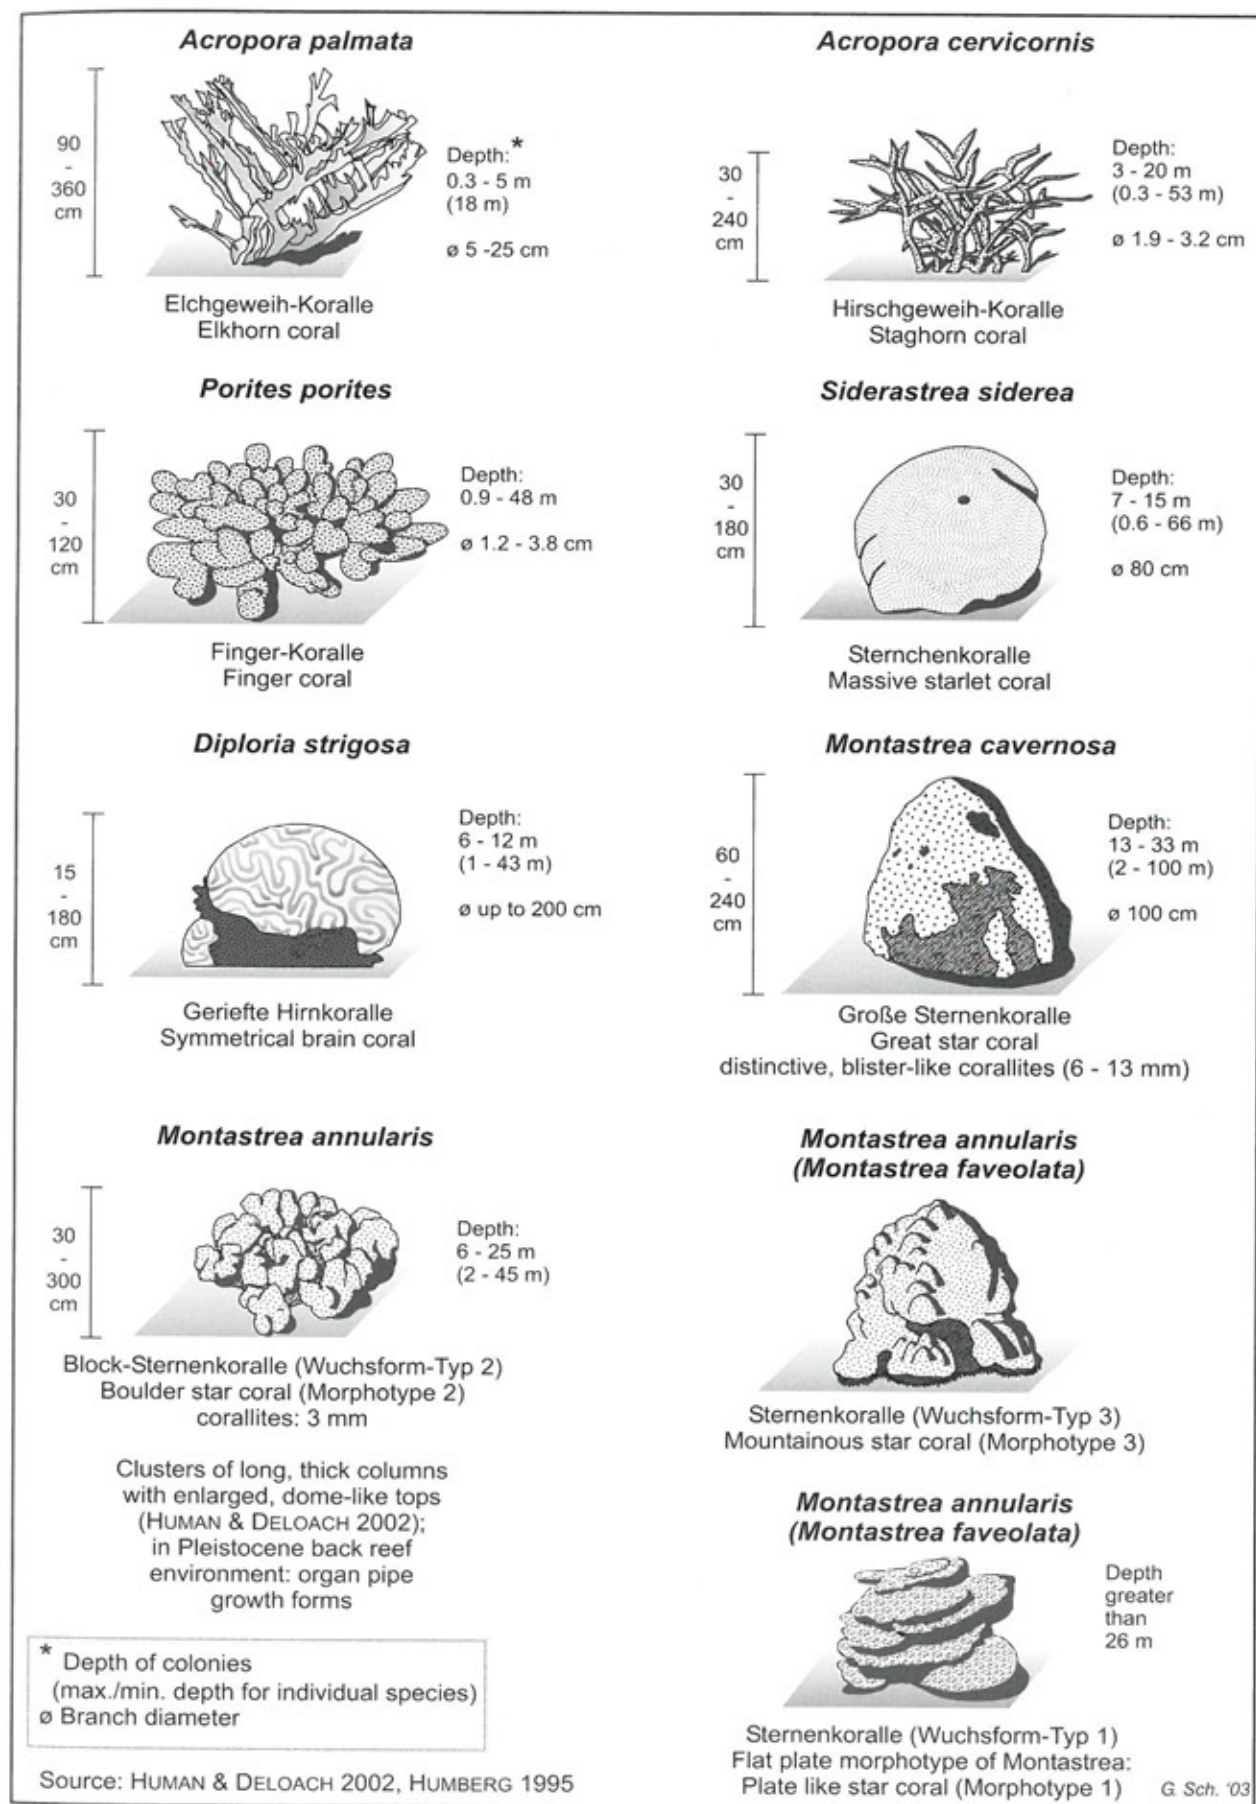 Acropora palmata
90
-
360
cm
Depth:*
0.3 - 5 m
(18 m)
ø 5 -25 cm
Elchgeweih-Koralle
Elkhorn coral
Acropora cervicornis
30
-
240
cm
Depth:
3 - 20 m
(0.3 - 53 m)
ø 1.9 - 3.2 cm
Hirschgeweih-Koralle
Staghorn coral
Porites porites
30
-
120
cm
Depth:
0.9 - 48 m
ø 1.2 - 3.8 cm
Finger-Koralle
Finger coral
Siderastrea siderea
30
-
180
cm
Depth:
7 - 15 m
(0.6 - 66 m)
ø 80 cm
Sternchenkoralle
Massive starlet coral
Diploria strigosa
15
-
180
cm
Depth:
6 - 12 m
(1 - 43 m)
ø up to 200 cm
Geriefte Hirnkoralle
Symmetrical brain coral
Montastrea cavernosa
60
-
240
cm
Depth:
13 - 33 m
(2 - 100 m)
ø 100 cm
Große Sternenkoralle
Great star coral
distinctive, blister-like corallites (6 - 13 mm)
Montastrea annularis
30
-
300
cm
Depth:
6 - 25 m
(2 - 45 m)
Block-Sternenkoralle (Wuchsform-Typ 2)
Boulder star coral (Morphotype 2)
corallites: 3 mm
Clusters of long, thick columns
with enlarged, dome-like tops
(HUMAN & DELOACH 2002);
in Pleistocene back reef
environment: organ pipe
growth forms
Montastrea annularis
(Montastrea faveolata)
Sternenkoralle (Wuchsform-Typ 3)
Mountainous star coral (Morphotype 3)
Montastrea annularis
(Montastrea faveolata)
Depth
greater
than
26 m
Sternenkoralle (Wuchsform-Typ 1)
Flat plate morphotype of Montastrea:
Plate like star coral (Morphotype 1)
G. Sch. '03
* Depth of colonies
(max./min. depth for individual species)
ø Branch diameter
Source: HUMAN & DELOACH 2002, HUMBERG 1995